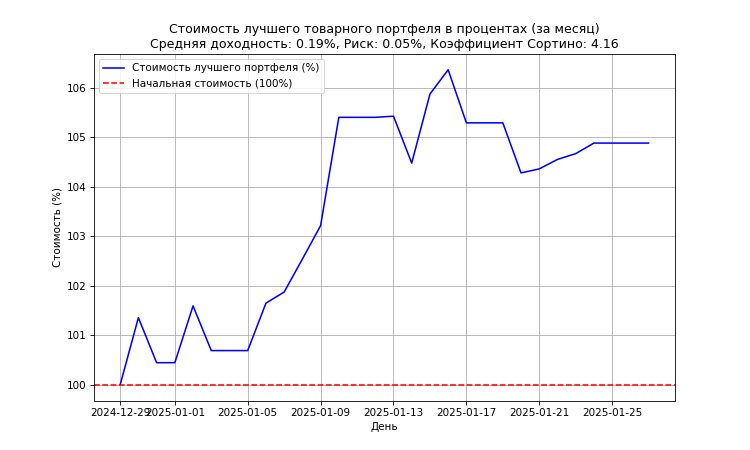 Стоимость лучшего товарного портфеля в процентах (за месяц)
Средняя доходность: 0.19%, Риск: 0.05%, Коэффициент Сортино: 4.16
Стоимость лучшего портфеля (%)
Начальная стоимость (100%)
Стоимость (%)
106
105
104
103
102
101
100
2024-12-29
2025-01-01
2025-01-05
2025-01-09
2025-01-13
2025-01-17
2025-01-21
2025-01-25
День